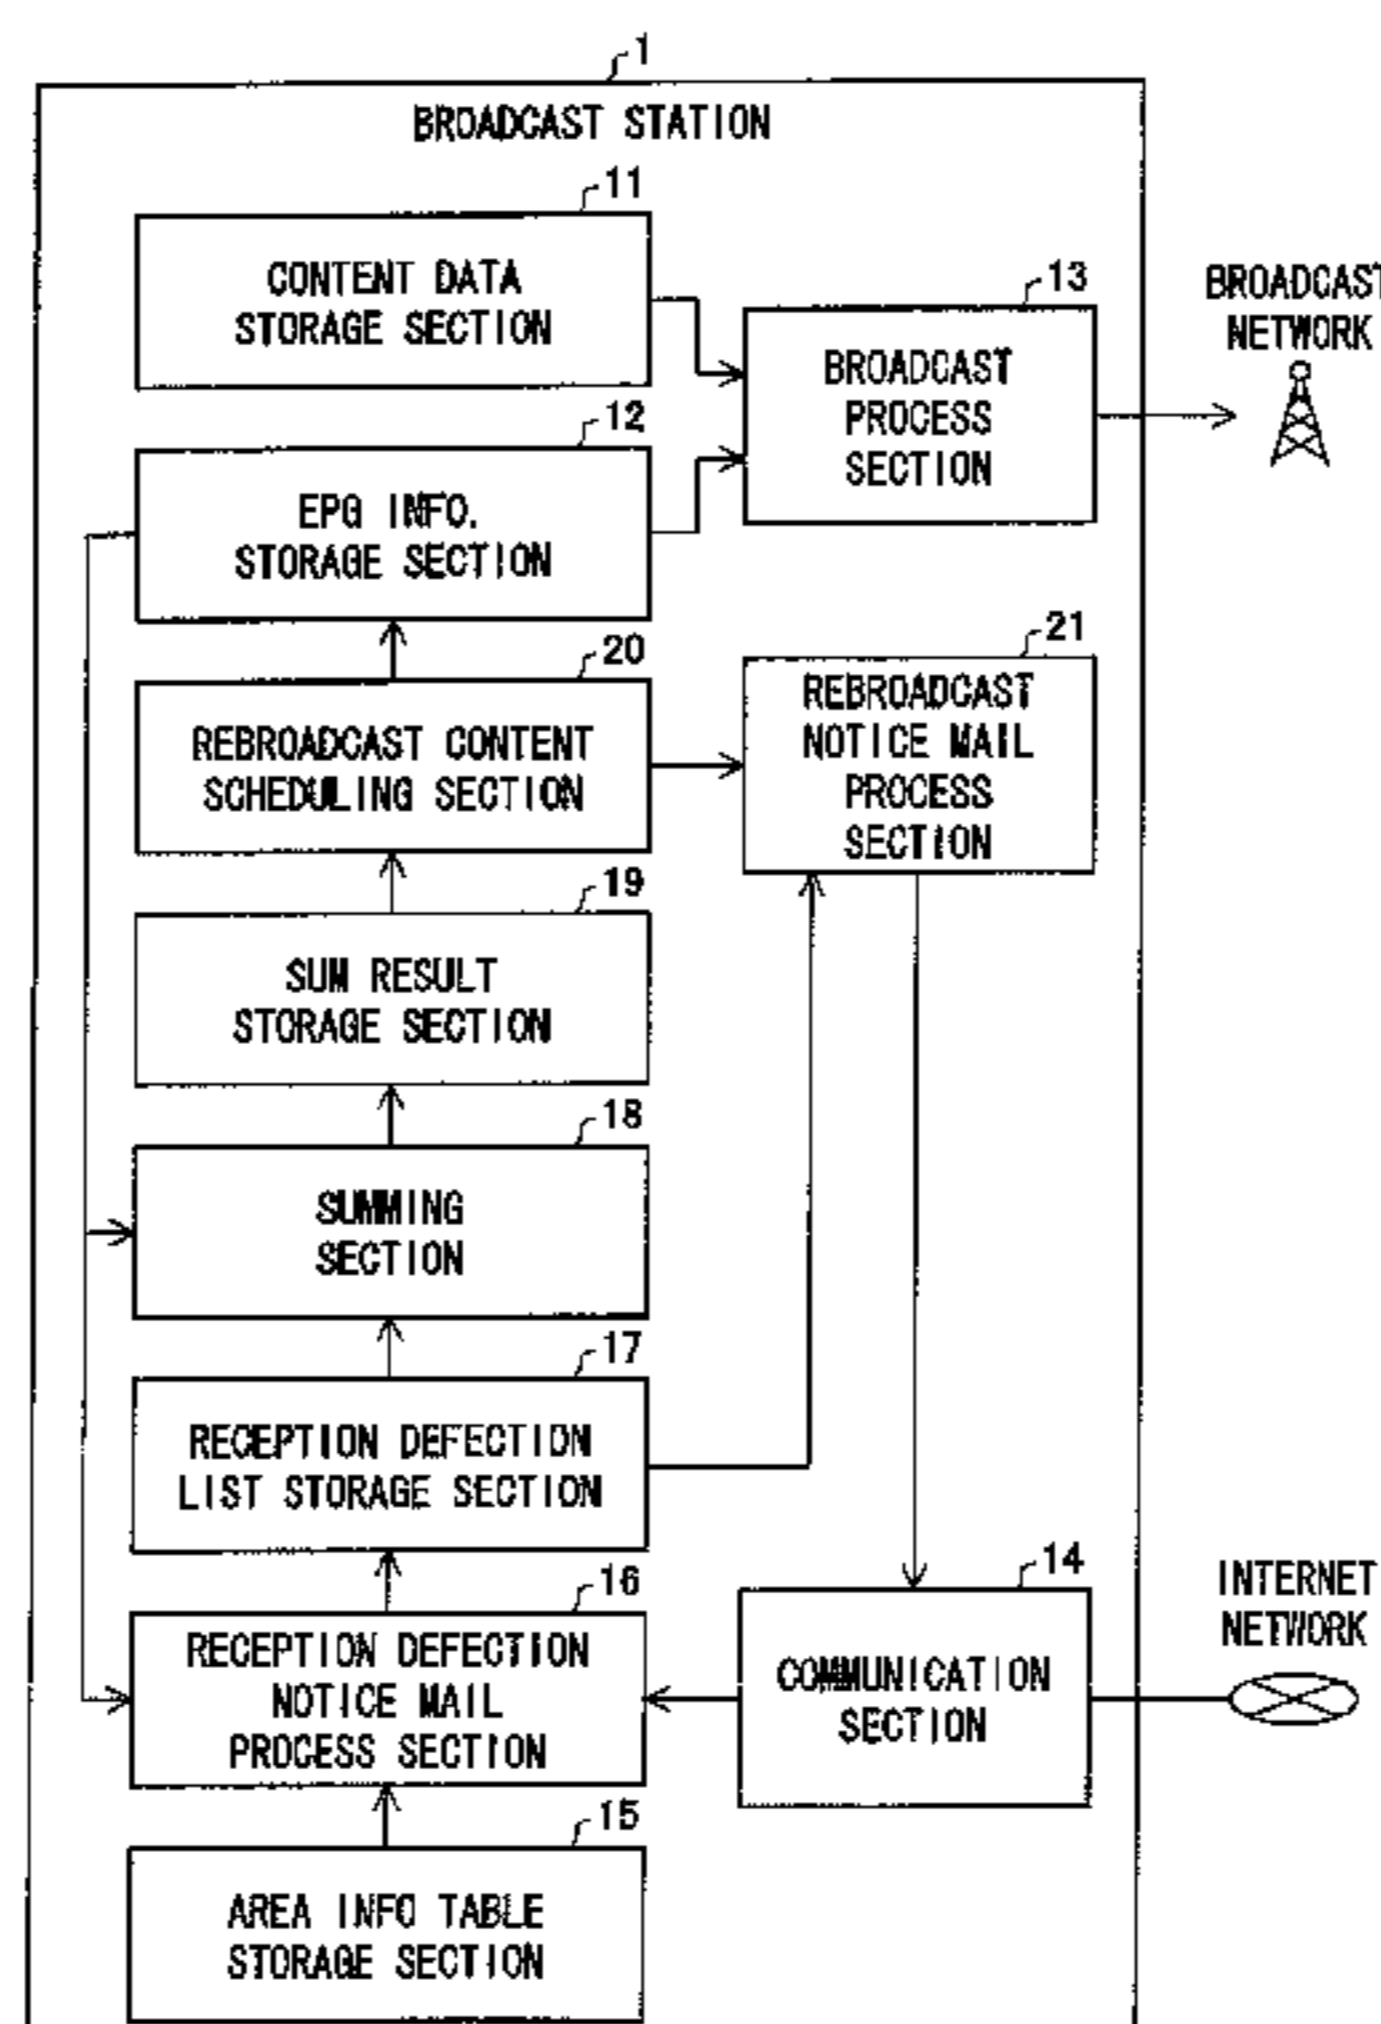 1
BROADCAST STATION
11
CONTENT DATA
STORAGE SECTION
13
BROADCAST
PROCESS
SECTION
BROADCAST
NETWORK
12
EPG INFO.
STORAGE SECTION
20
REBROADCAST CONTENT
SCHEDULING SECTION
21
REBROADCAST
NOTICE MAIL
PROCESS
SECTION
19
SUM RESULT
STORAGE SECTION
18
SUMMING
SECTION
17
RECEPTION DEFECTION
LIST STORAGE SECTION
16
RECEPTION DEFECTION
NOTICE MAIL
PROCESS SECTION
14
COMMUNICATION
SECTION
INTERNET
NETWORK
15
AREA INFO TABLE
STORAGE SECTION